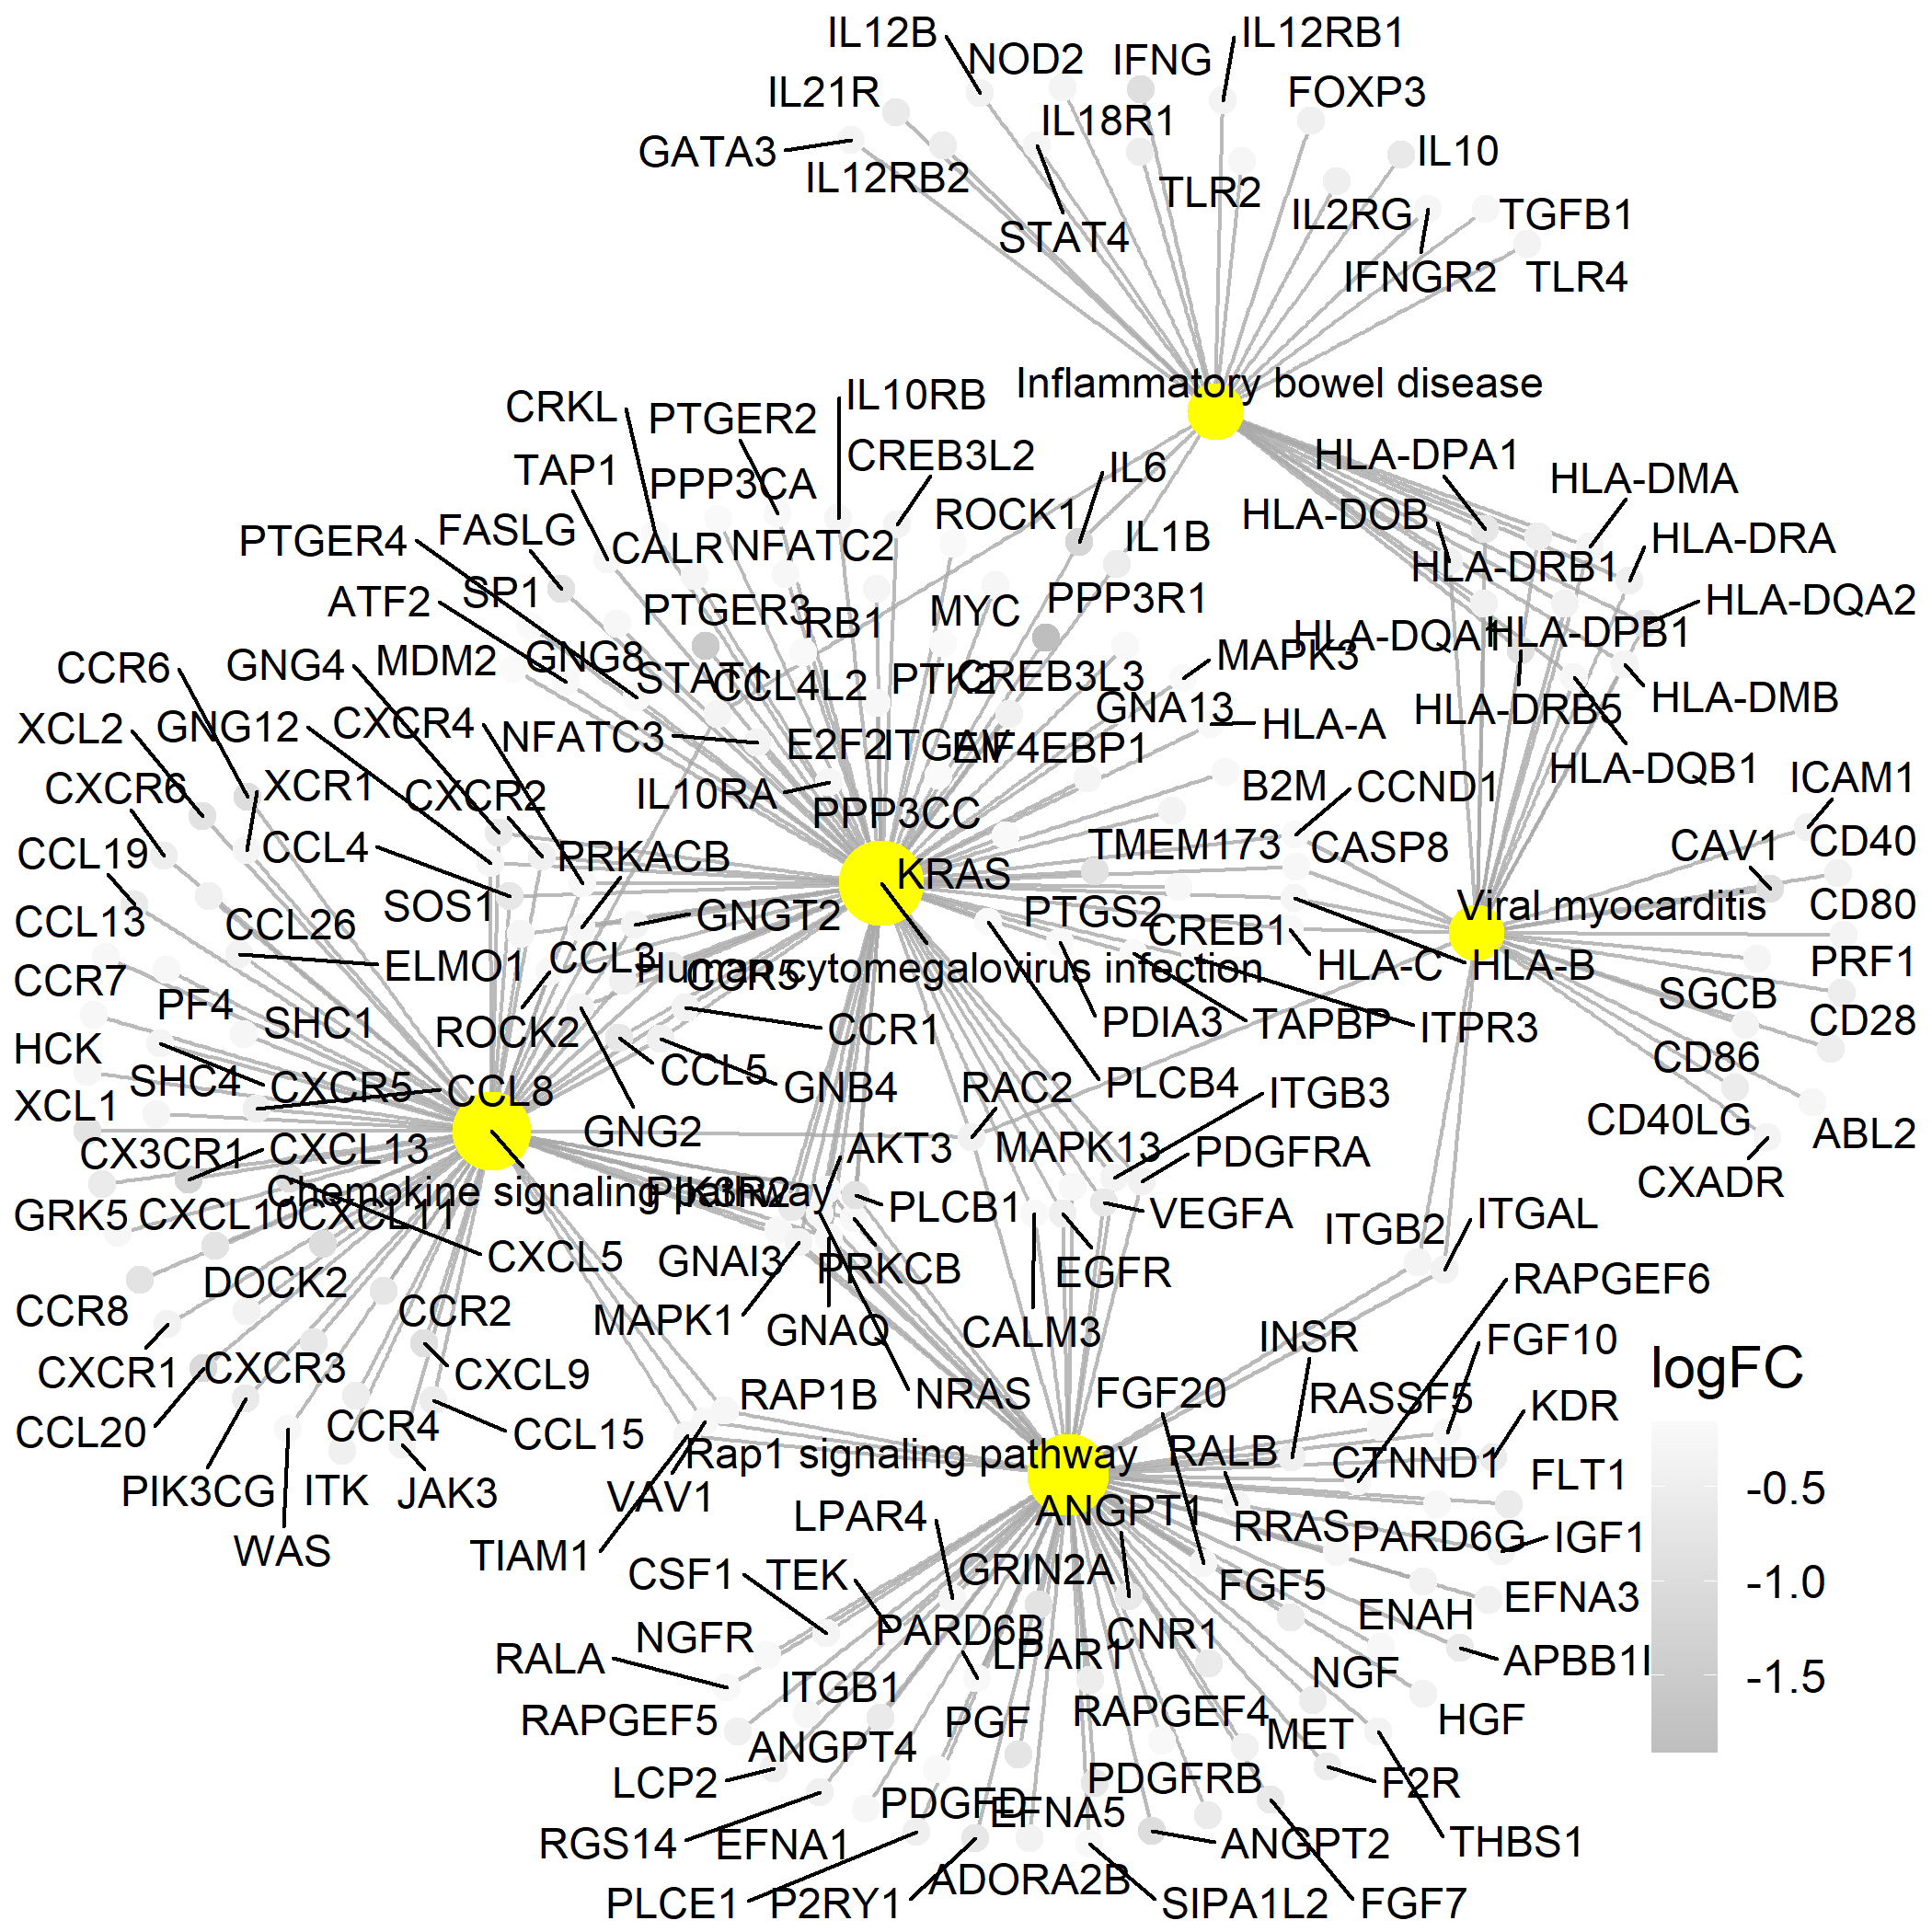 IL12B
IL12RB1
NOD2
IFNG
IL21R
FOXP3
IL18R1
GATA3
IL10
IL12RB2
TLR2
IL2RG
TGFB1
STAT4
IFNGR2
TLR4
Inflammatory bowel disease
IL10RB
CRKL
PTGER2
CREB3L2
HLA-DPA1
TAP1
PPP3CA
IL6
HLA-DMA
FASLG
ROCK1
HLA-DOB
PTGER4
CALR
NFATC2
IL1B
HLA-DRA
HLA-DRB1
SP1
ATF2
PTGER3
RB1
MYC
PPP3R1
HLA-DQA2
HLA-DQA1
HLA-DPB1
CCR6
GNG4
MDM2
GNG8
STAT1
CCL4L2
PTK2
CREB3L3
MAPK3
HLA-DMB
XCL2
GNG12
CXCR4
NFATC3
E2F2
ITGAV
EIF4EBP1
GNA13
HLA-A
HLA-DRB5
HLA-DQB1
CXCR6
XCR1
CXCR2
IL10RA
PPP3CC
B2M
CCND1
ICAM1
CCL19
CCL4
PRKACB
KRAS
TMEM173
CASP8
CAV1
CD40
CCL13
CCL26
SOS1
GNGT2
PTGS2
CREB1
Viral myocarditis
CD80
CCR7
ELMO1
CCL3
Human cytomegalovirus infection
CCR5
HLA-C
HLA-B
PRF1
PF4
SHC1
ROCK2
CCR1
PDIA3
TAPBP
ITPR3
SGCB
CD28
HCK
SHC4
CXCR5
CCL8
CCL5
GNB4
RAC2
PLCB4
ITGB3
CD86
XCL1
GNG2
CD40LG
ABL2
CX3CR1
CXCL13
AKT3
MAPK13
PDGFRA
CXADR
GRK5
CXCL10
CXCL11
Chemokine signaling pathway
PIK3R2
PLCB1
VEGFA
ITGB2
ITGAL
CXCL5
GNAI3
PRKCB
EGFR
DOCK2
RAPGEF6
CCR8
CCR2
MAPK1
GNAQ
CALM3
INSR
FGF10
CXCR1
CXCR3
CXCL9
RAP1B
NRAS
FGF20
RASSF5
KDR
logFC
CCL20
CCR4
CCL15
Rap1 signaling pathway
RALB
CTNND1
FLT1
-0.5
PIK3CG
ITK
JAK3
VAV1
LPAR4
ANGPT1
RRAS
PARD6G
IGF1
WAS
TIAM1
CSF1
TEK
GRIN2A
FGF5
EFNA3
-1.0
NGFR
PARD6B
LPAR1
CNR1
ENAH
RALA
ITGB1
NGF
APBB1I
-1.5
RAPGEF5
ANGPT4
PGF
RAPGEF4
MET
HGF
LCP2
PDGFD
PDGFRB
F2R
RGS14
EFNA1
EFNA5
ANGPT2
THBS1
PLCE1
P2RY1
ADORA2B
SIPA1L2
FGF7